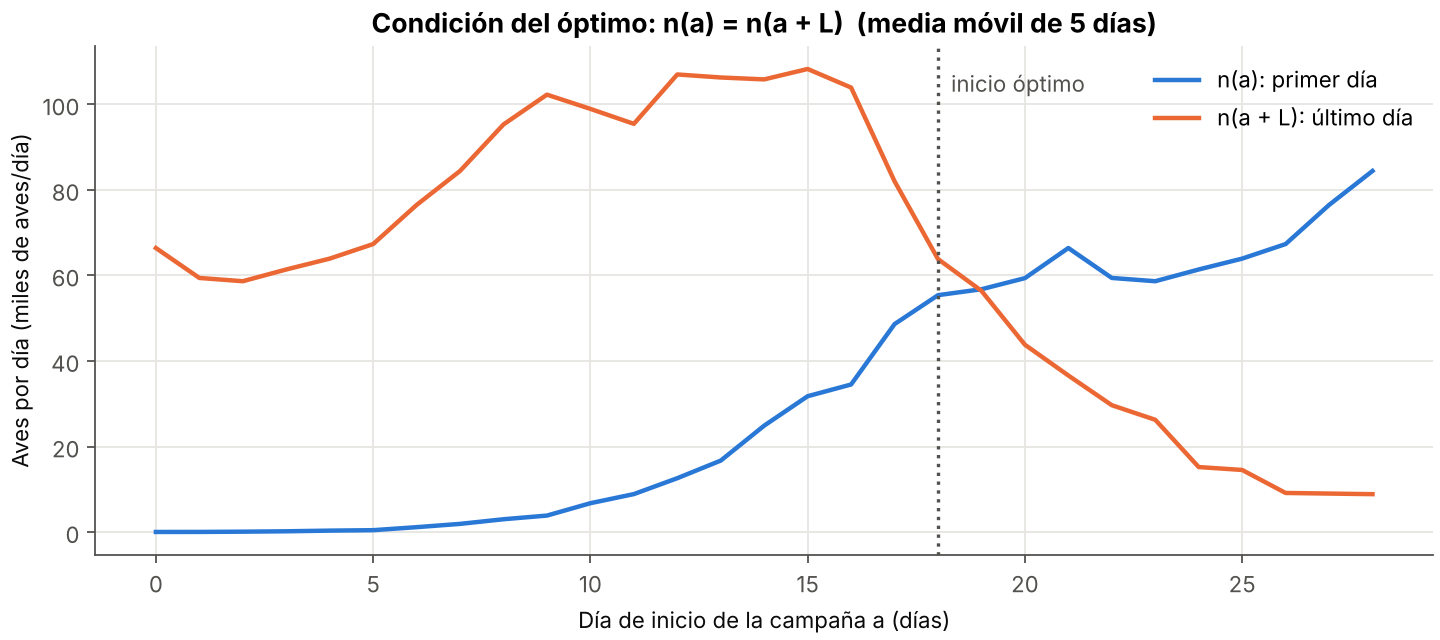 Condición del óptimo: n(a) = n(a + L)  (media móvil de 5 días)
inicio óptimo
n(a): primer día
n(a + L): último día
Aves por día (miles de aves/día)
100
80
60
40
20
0
0 5 10 15 20 25
Día de inicio de la campaña a (días)